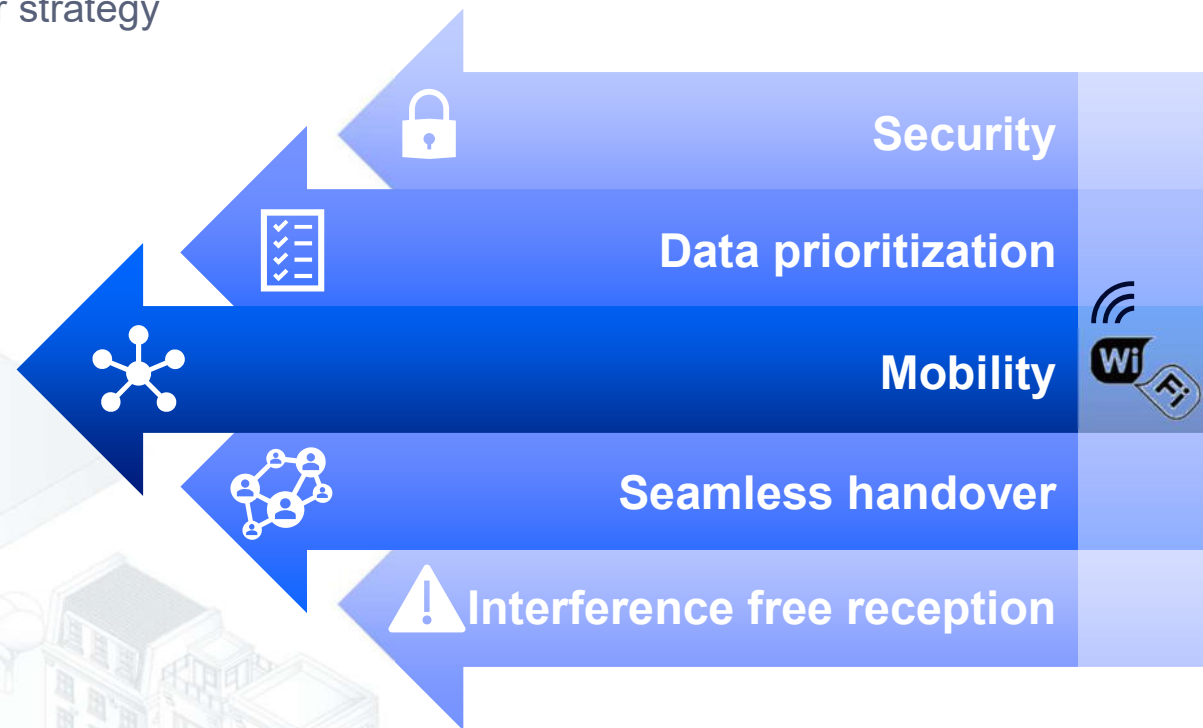 r strategy
Security
Data prioritization
Mobility
Wi
Fi
Seamless handover
Interference free reception